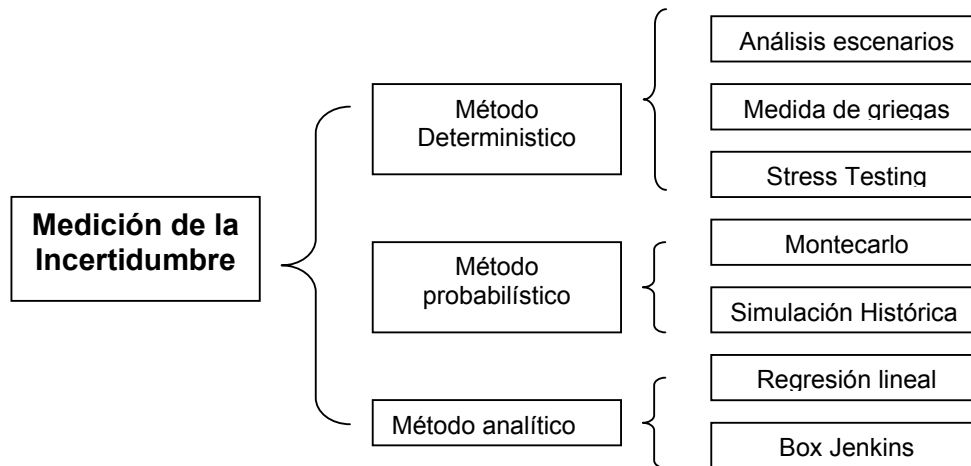 Medición de la
Incertidumbre
Método
Deterministico
Análisis escenarios
Medida de griegas
Stress Testing
Método
probabilístico
Montecarlo
Simulación Histórica
Método analítico
Regresión lineal
Box Jenkins